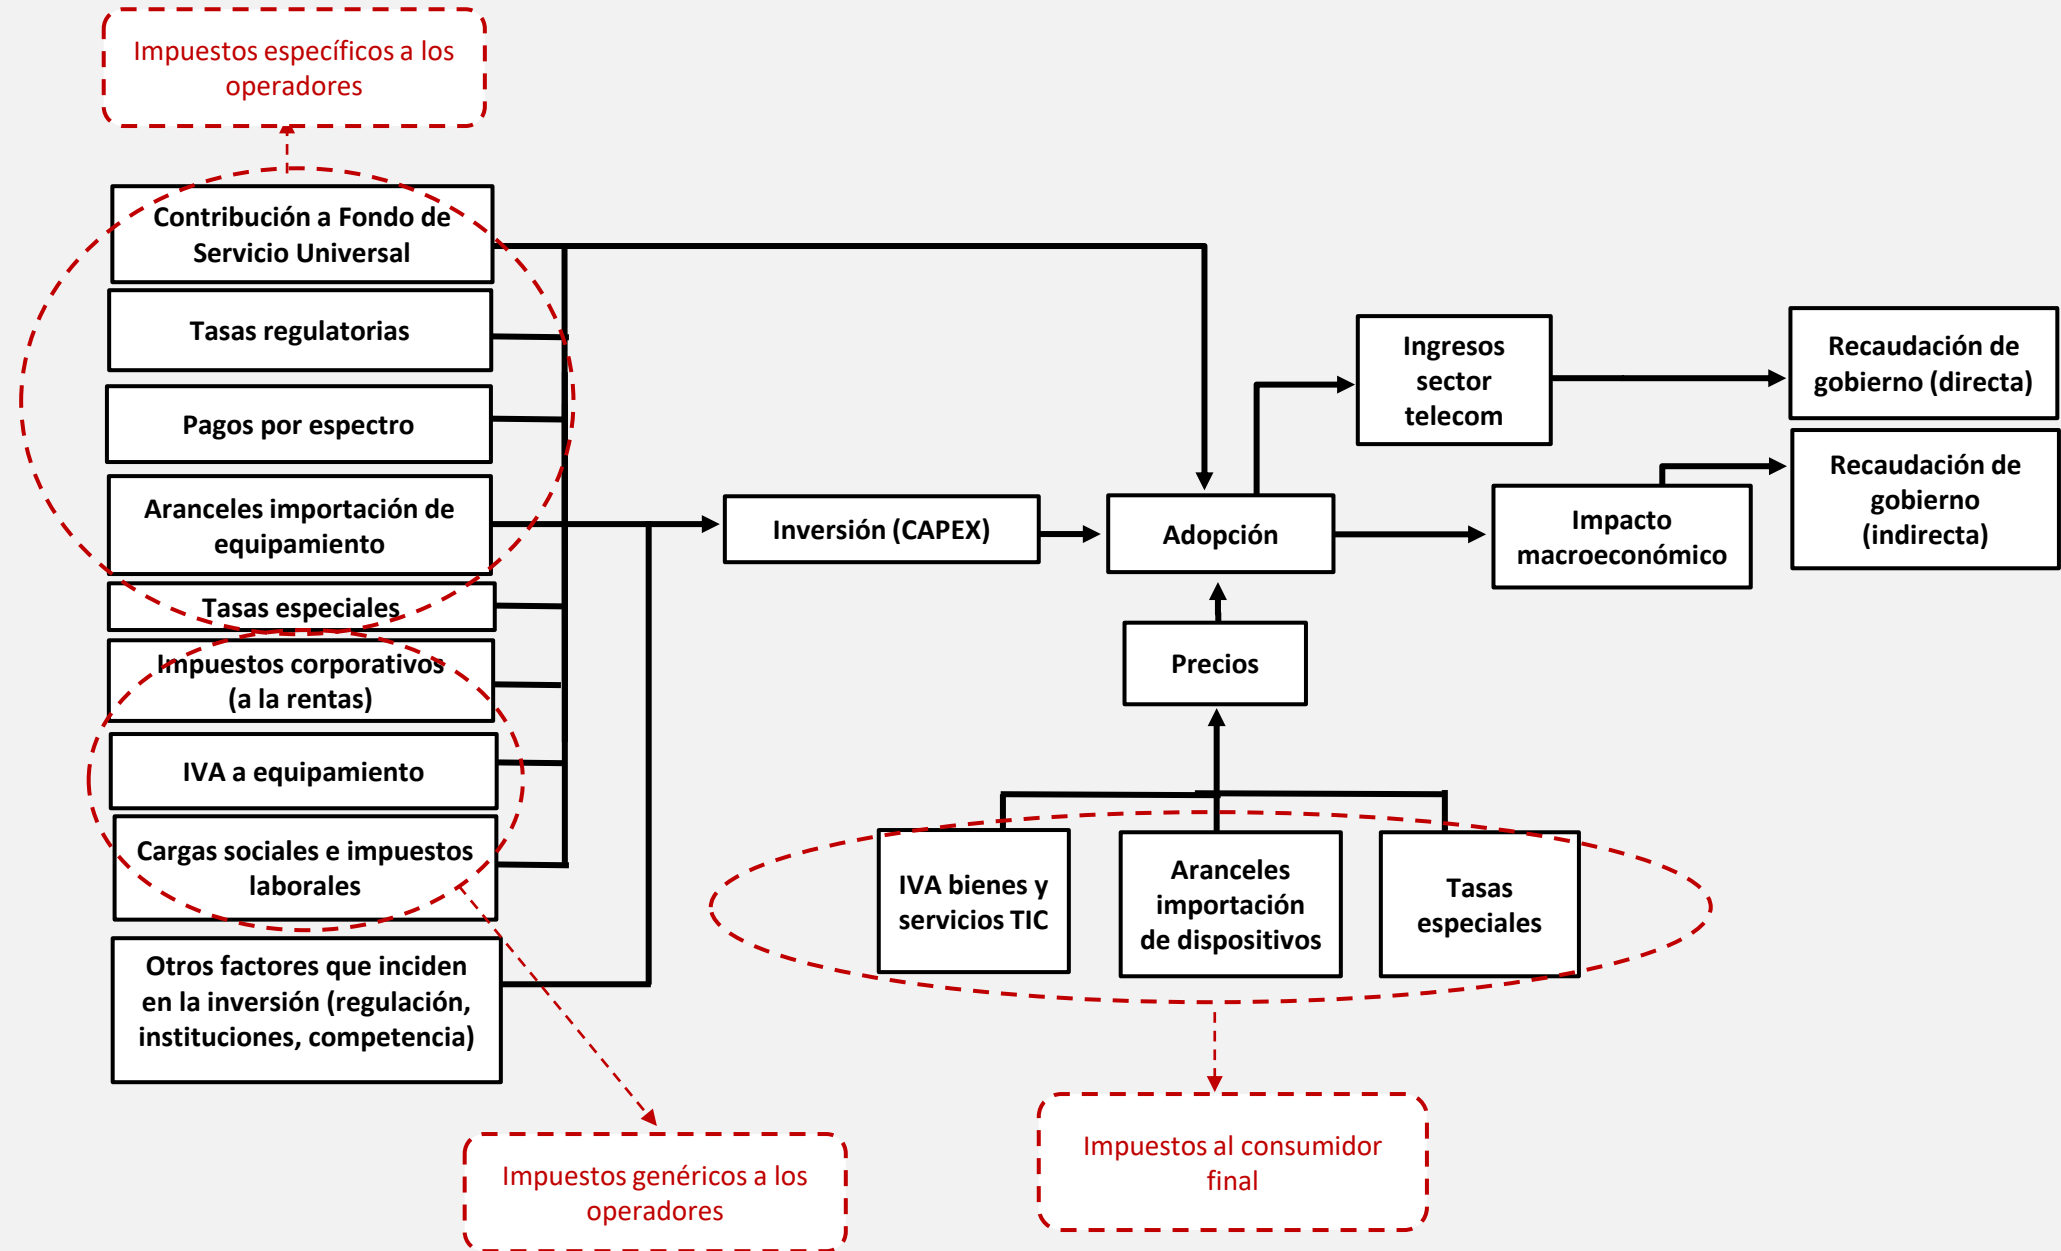 Impuestos específicos a los
operadores
Contribución a Fondo de
Servicio Universal
Tasas regulatorias
Pagos por espectro
Aranceles importación de
equipamiento
Tasas especiales
Impuestos corporativos
(a la rentas)
IVA a equipamiento
Cargas sociales e impuestos
laborales
Otros factores que inciden
en la inversión (regulación,
instituciones, competencia)
Impuestos genéricos a los
operadores
Inversión (CAPEX)
Adopción
Precios
IVA bienes y
servicios TIC
Aranceles
importación
de dispositivos
Tasas
especiales
Impuestos al consumidor
final
Ingresos
sector
telecom
Impacto
macroeconómico
Recaudación de
gobierno (directa)
Recaudación de
gobierno
(indirecta)